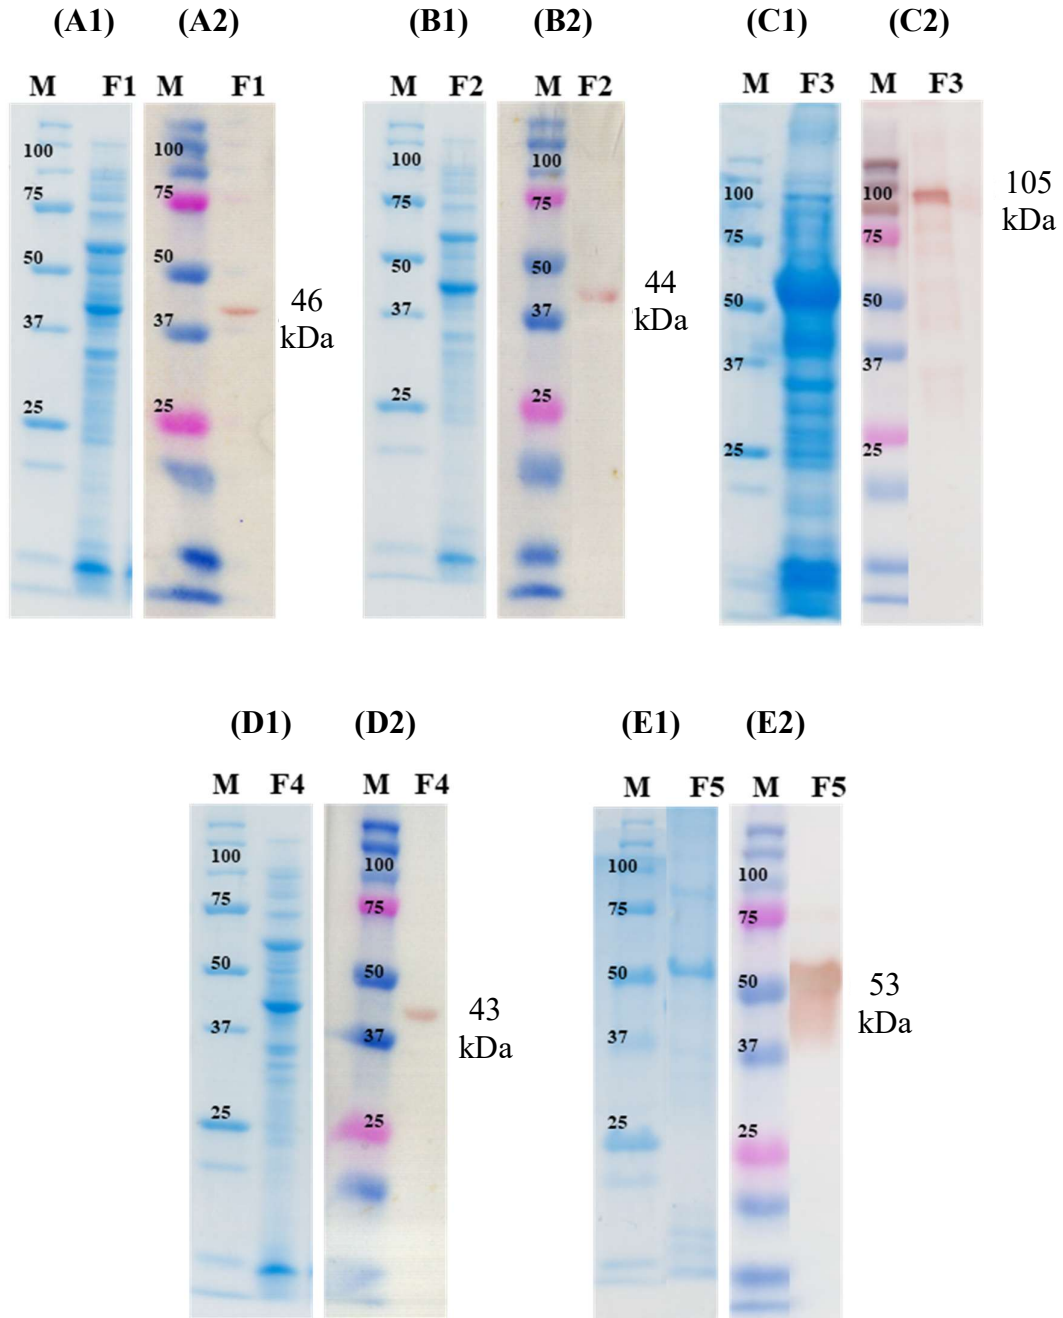 (A1) (A2) (B1) (B2) (C1) (C2)
M F1 M F1 M F2 M F2 M F3 M F3
100 100 100 100 100 100
75 75 75 75 75 75
50 50 50 50 50 50
37 37 37 37 37 37
25 25 25 25 25 25
46
kDa
44
kDa
105
kDa
(D1) (D2) (E1) (E2)
M F4 M F4 M F5 M F5
100 100 100 100
75 75 75 75
50 50 50 50
37 37 37 37
25 25 25 25
43
kDa
53
kDa